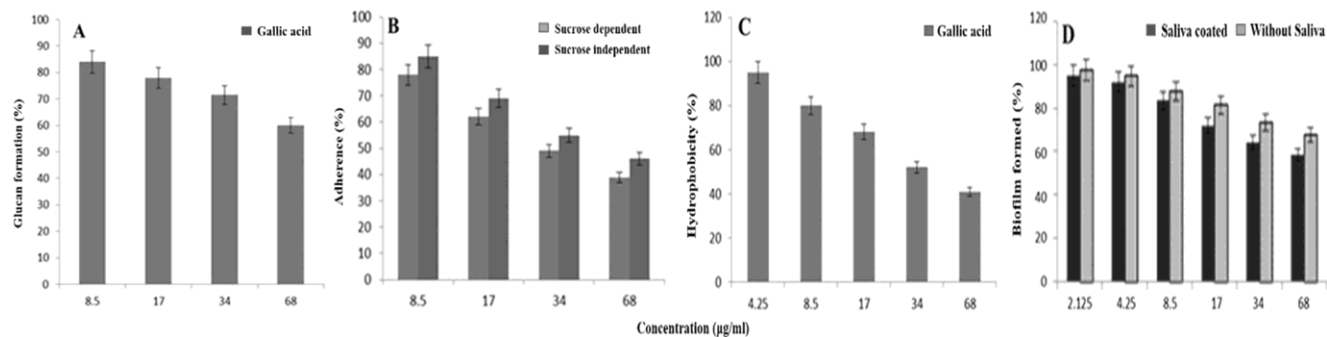 A
Gallic acid
Glucan formation (%)
100
90
80
70
60
50
40
30
20
10
0
8.5 17 34 68
B
Sucrose dependent
Sucrose independent
Adherence (%)
100
90
80
70
60
50
40
30
20
10
0
8.5 17 34 68
C
Gallic acid
Hydrophobicity (%)
120
100
80
60
40
20
0
4.25 8.5 17 34 68
D
Saliva coated Without Saliva
Biofilm formed (%)
120
100
80
60
40
20
0
2.125 4.25 8.5 17 34 68
Concentration (µg/ml)